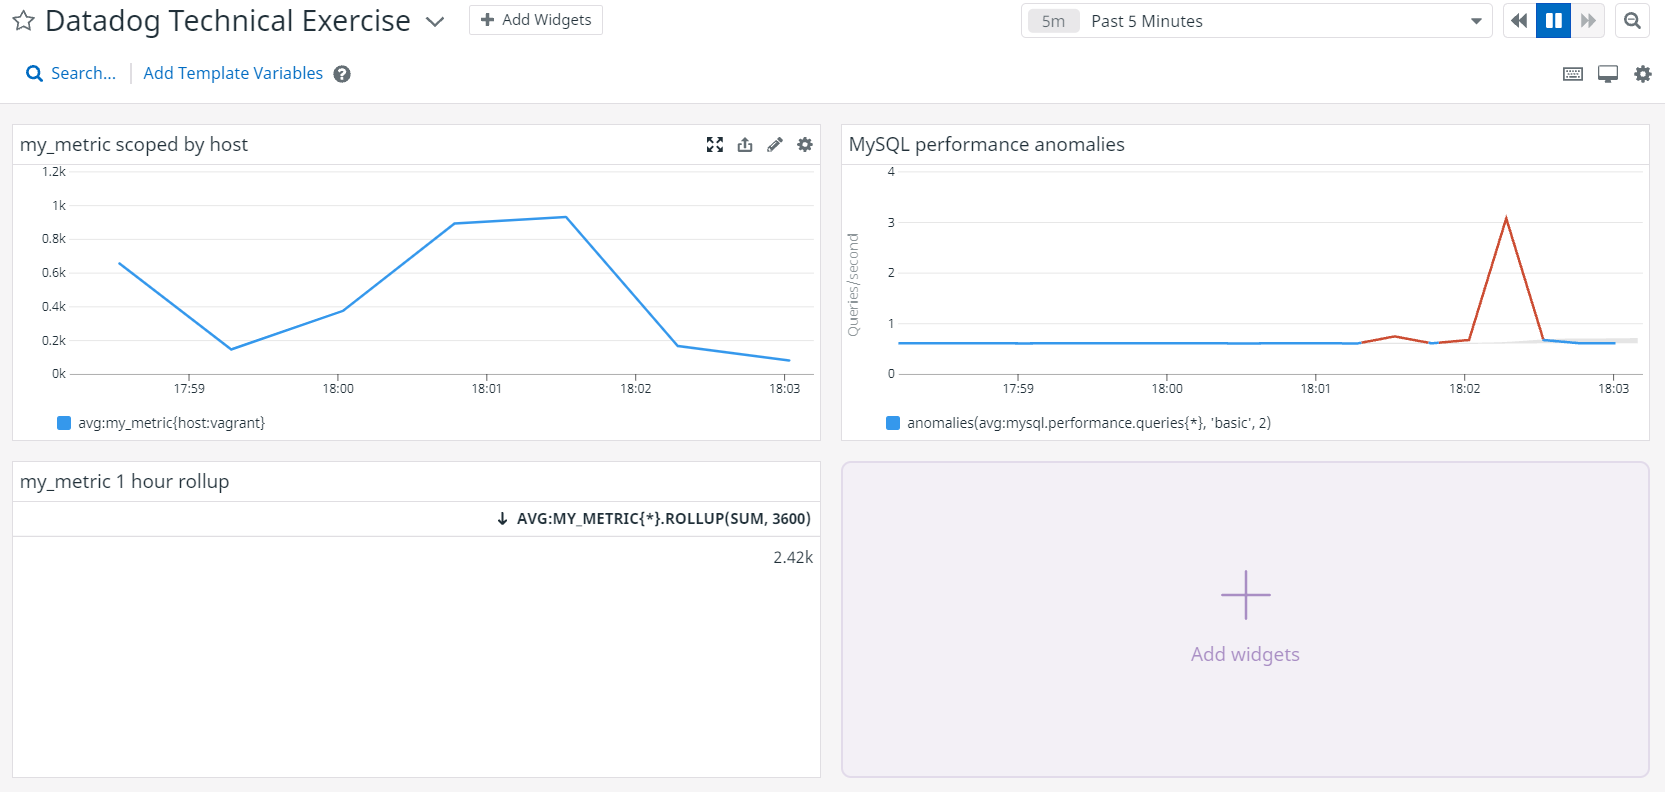 Datadog Technical Exercise
Add Widgets
5m Past 5 Minutes
Search...
Add Template Variables
my_metric scoped by host
1.2k
1k
0.8k
0.6k
0.4k
0.2k
0k
17:59 18:00 18:01 18:02 18:03
avg:my_metric{host:vagrant}
MySQL performance anomalies
Queries/second
4
3
2
1
0
17:59 18:00 18:01 18:02 18:03
anomalies(avg:mysql.performance.queries{*}, 'basic', 2)
my_metric 1 hour rollup
AVG:MY_METRIC{*}.ROLLUP(SUM, 3600)
2.42k
Add widgets